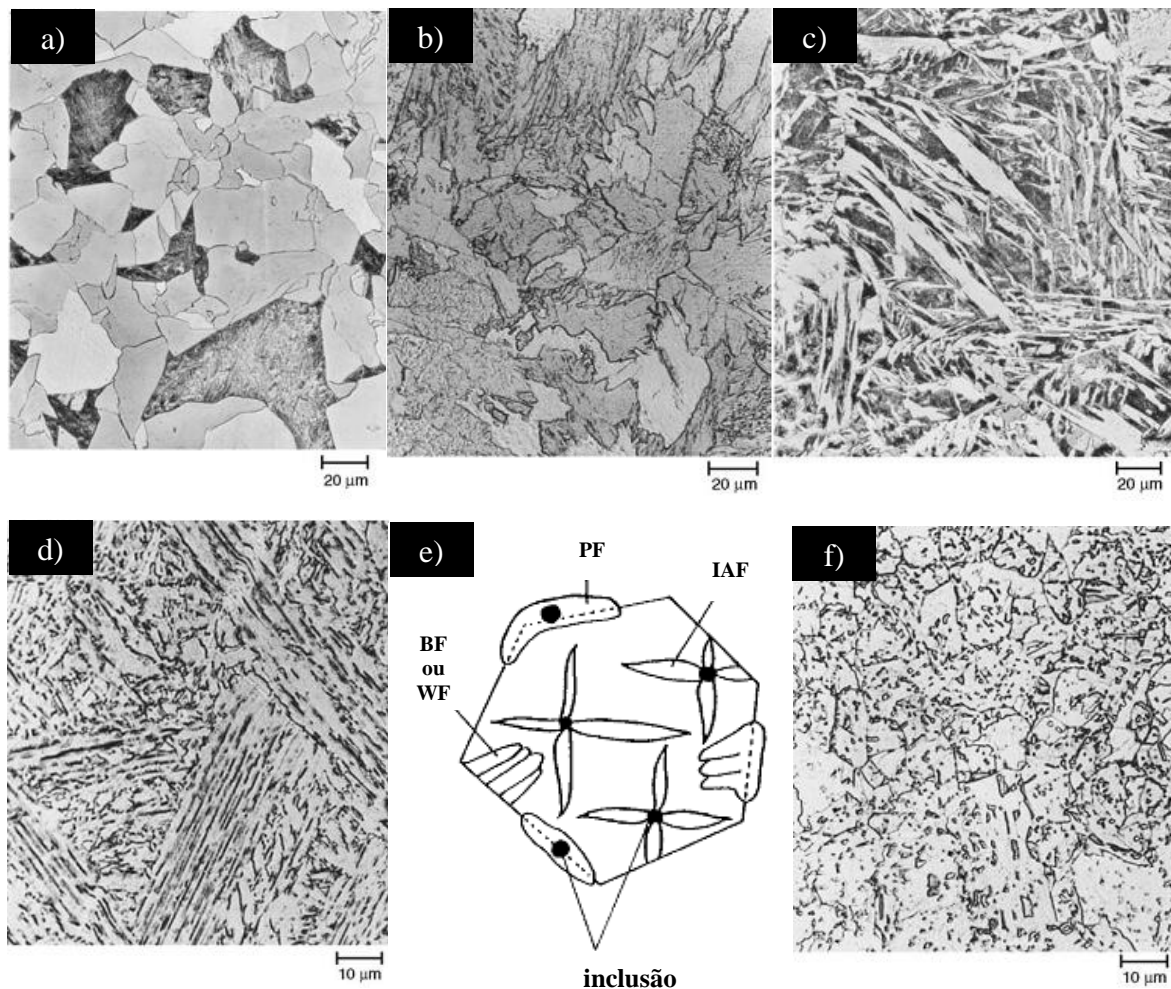 a)
b)
c)
20 μm
20 μm
20 μm
d)
e)
f)
PF
IAF
BF
ou
WF
10 μm
10 μm
inclusão